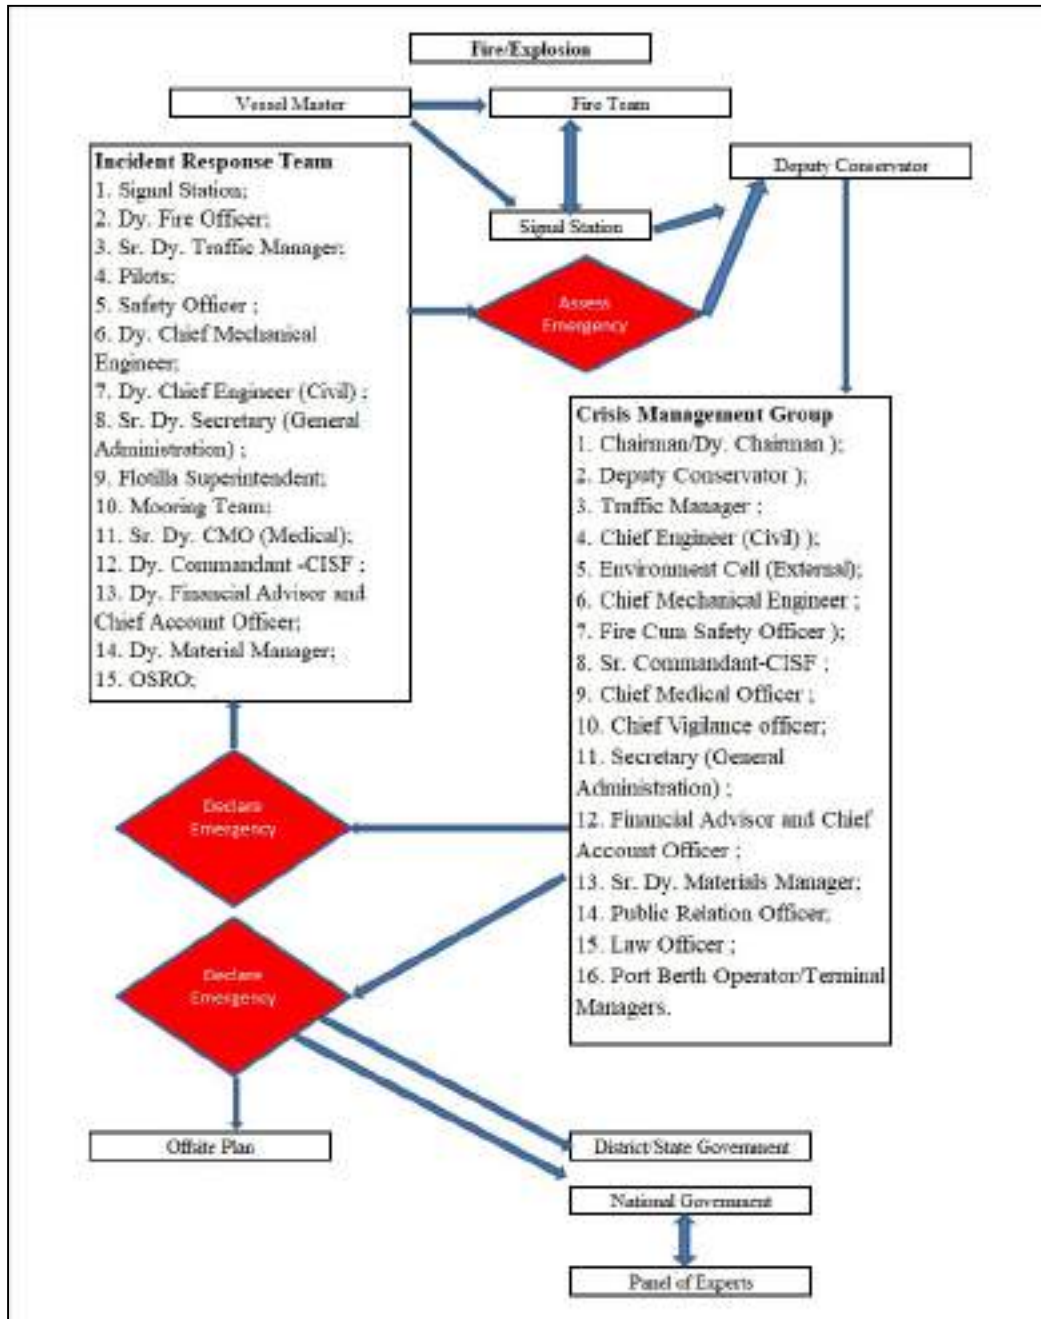 Fire/Explosion
Vessel Master
Fire Team
Deputy Conservator
Signal Station
Incident Response Team
1. Signal Station;
2. Dy. Fire Officer;
3. Sr. Dy. Traffic Manager;
4. Pilots;
5. Safety Officer ;
6. Dy. Chief Mechanical
Engineer;
7. Dy. Chief Engineer (Civil) ;
8. Sr. Dy. Secretary (General
Administration) ;
9. Flotilla Superintendent;
10. Mooring Team;
11. Sr. Dy. CMO (Medical);
12. Dy. Commandant -CISF ;
13. Dy. Financial Advisor and
Chief Account Officer;
14. Dy. Material Manager;
15. OSRO;
Assess
Emergency
Crisis Management Group
1. Chairman/Dy. Chairman );
2. Deputy Conservator );
3. Traffic Manager ;
4. Chief Engineer (Civil) );
5. Environment Cell (External);
6. Chief Mechanical Engineer ;
7. Fire Cum Safety Officer );
8. Sr. Commandant-CISF ;
9. Chief Medical Officer ;
10. Chief Vigilance officer;
11. Secretary (General
Administration) ;
12. Financial Advisor and Chief
Account Officer ;
13. Sr. Dy. Materials Manager;
14. Public Relation Officer;
15. Law Officer ;
16. Port Berth Operator/Terminal
Managers.
Declare
Emergency
Declare
Emergency
Offsite Plan
District/State Government
National Government
Panel of Experts